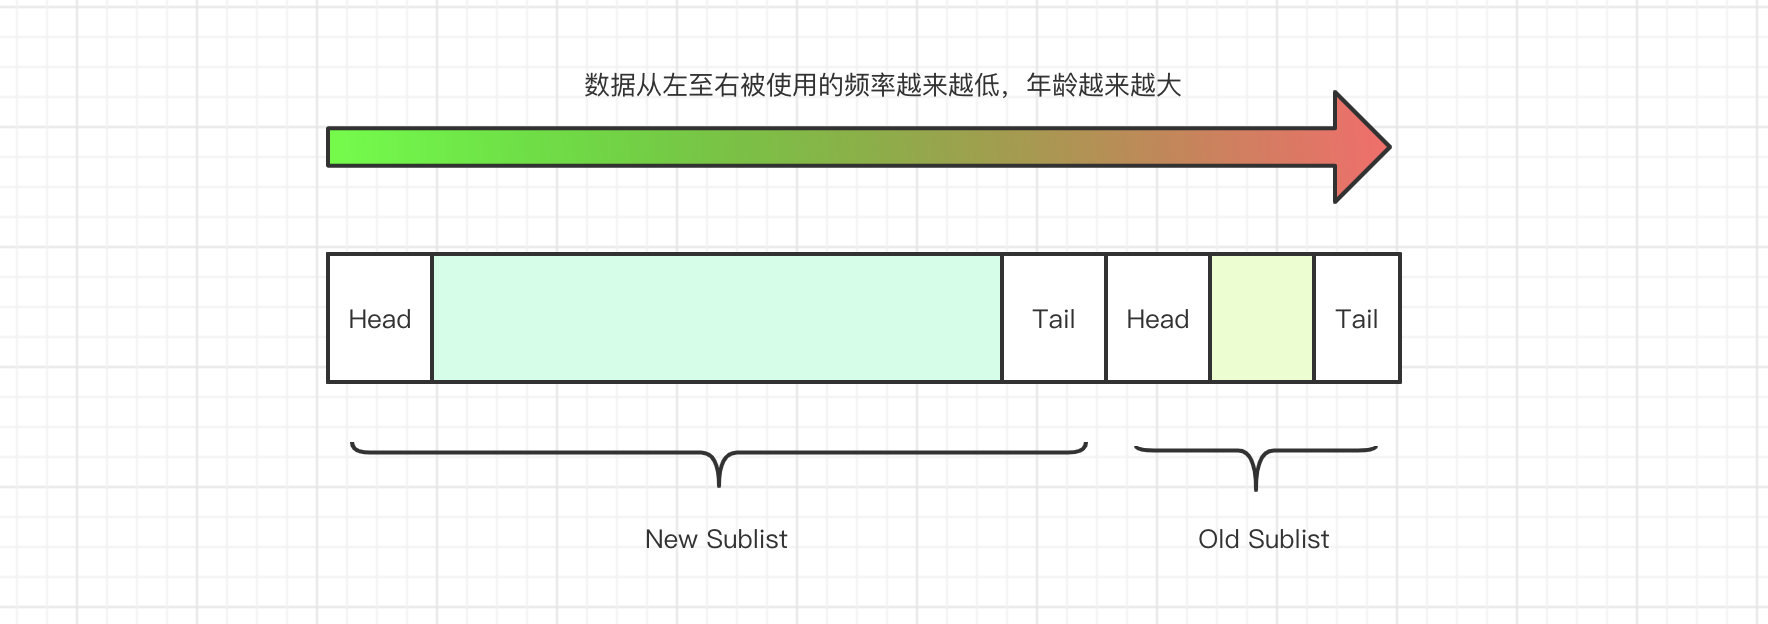 数据从左至右被使用的频率越来越低，年龄越来越大
Head
Tail
Head
Tail
New Sublist
Old Sublist